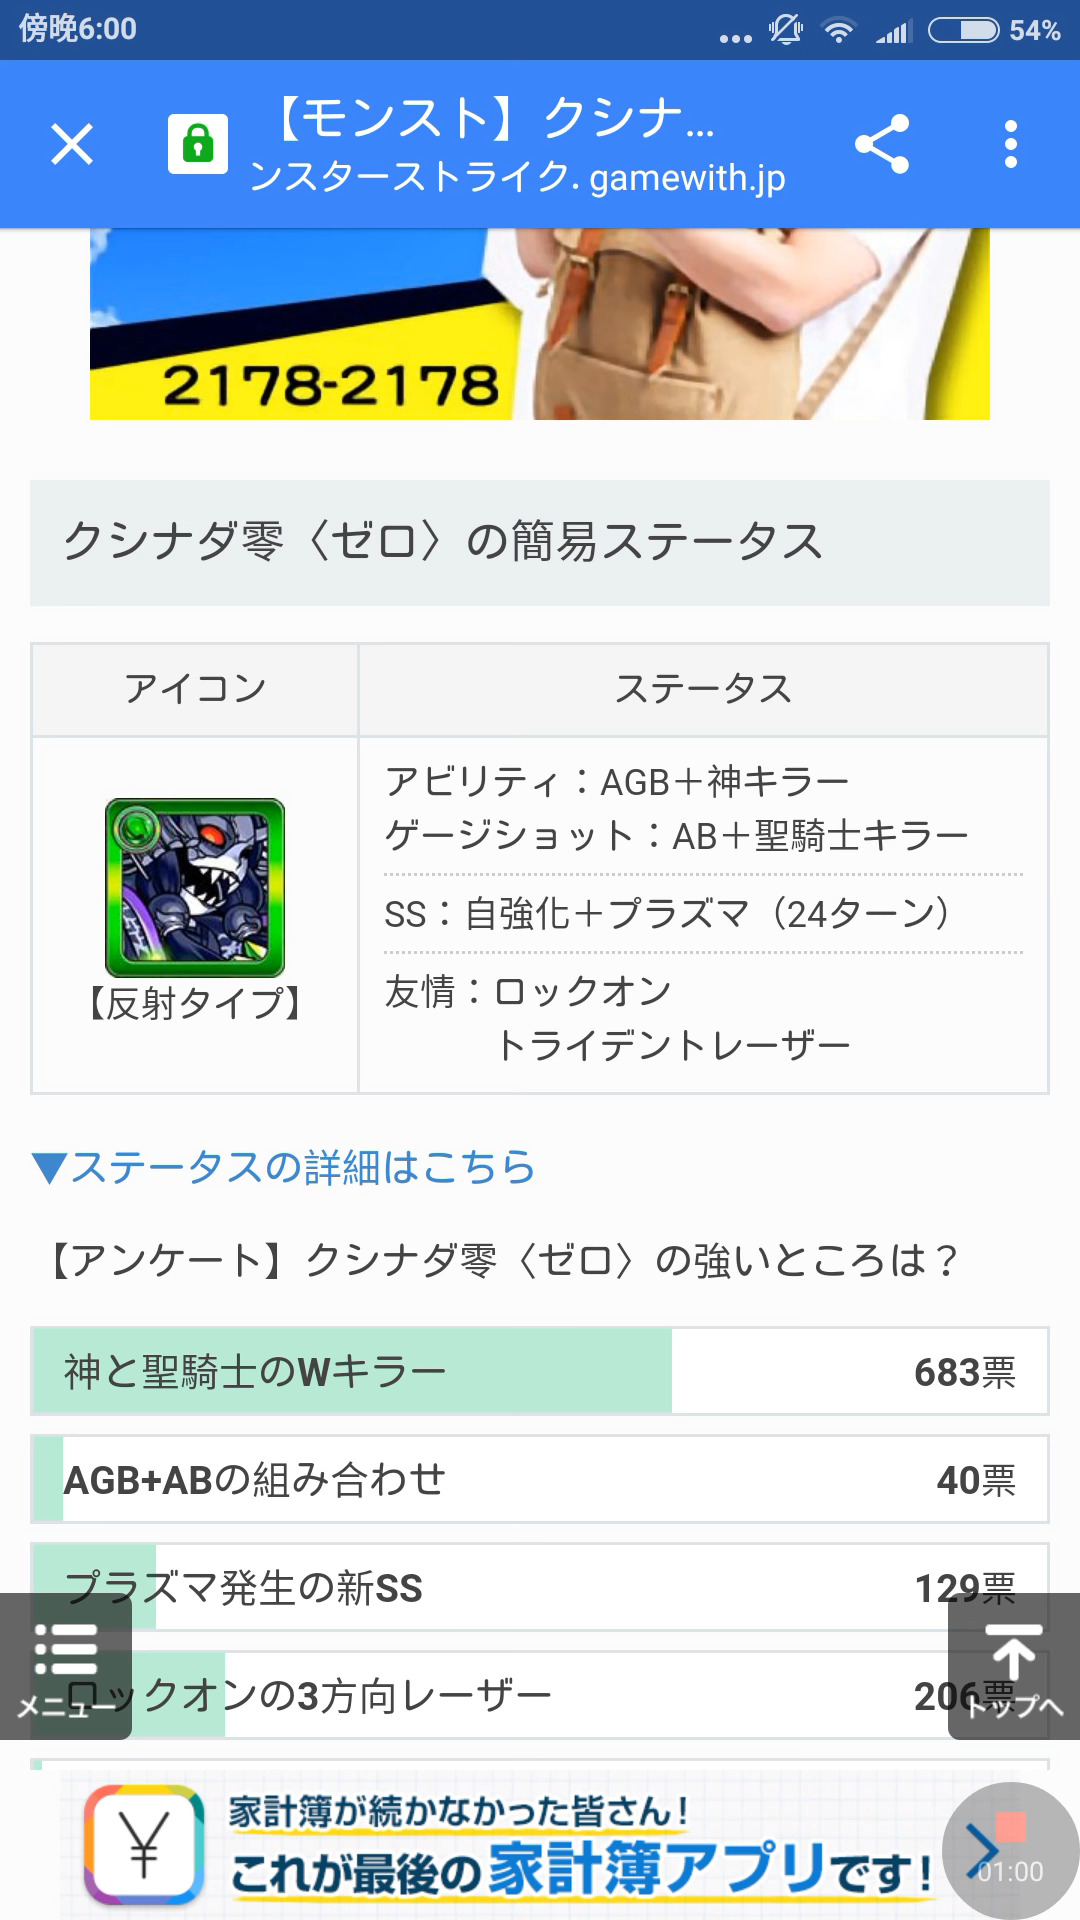 傍晚6:00
54%
【モンスト】クシナ...
ンスターストライク. gamewith.jp
2178-2178
クシナダ零〈ゼロ〉の簡易ステータス
アイコン
ステータス
アビリティ：AGB＋神キラー
ゲージショット：AB＋聖騎士キラー
SS：自強化＋プラズマ（24ターン）
友情：ロックオン
トライデントレーザー
【反射タイプ】
▼ステータスの詳細はこちら
【アンケート】クシナダ零〈ゼロ〉の強いところは？
神と聖騎士のWキラー 683票
AGB+ABの組み合わせ 40票
プラズマ発生の新SS 129票
ロックオンの3方向レーザー 206票
メニュー
トップへ
家計簿が続かなかった皆さん！
これが最後の家計簿アプリです！
01:00